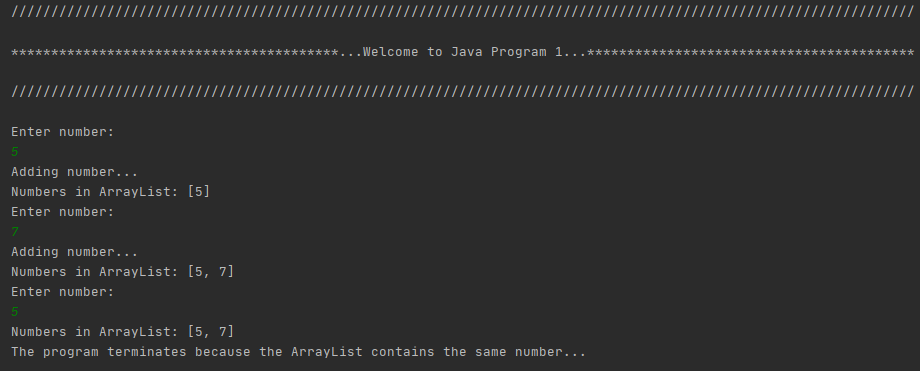 /////////////////////////////////////////////////////////////////////////////////////////////////////////////////
*****************************************...Welcome to Java Program 1...*****************************************
/////////////////////////////////////////////////////////////////////////////////////////////////////////////////
Enter number:
5
Adding number...
Numbers in ArrayList: [5]
Enter number:
7
Adding number...
Numbers in ArrayList: [5, 7]
Enter number:
5
Numbers in ArrayList: [5, 7]
The program terminates because the ArrayList contains the same number...